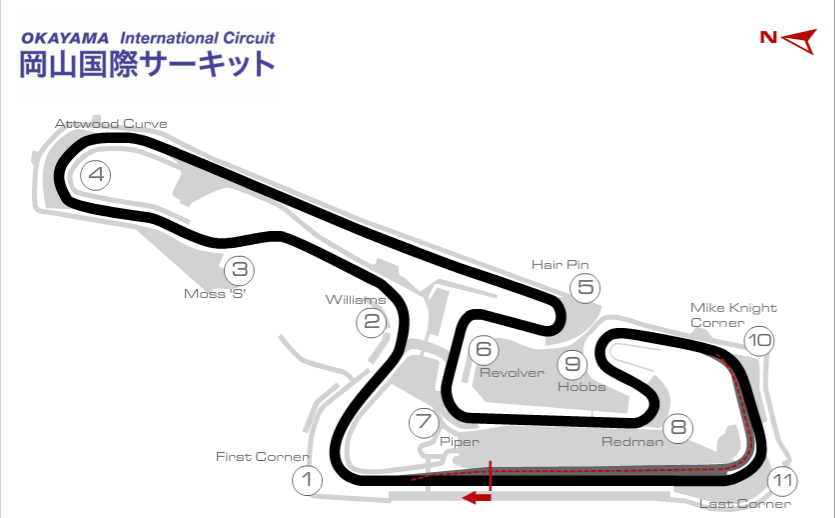 OKAYAMA International Circuit
岡山国際サーキット
N
Attwood Curve
4
3
Moss 'S'
Williams
2
Hair Pin
5
Mike Knight
Corner
10
6
Revolver
9
Hobbs
7
Piper
8
Redman
First Corner
1
11
Last Corner